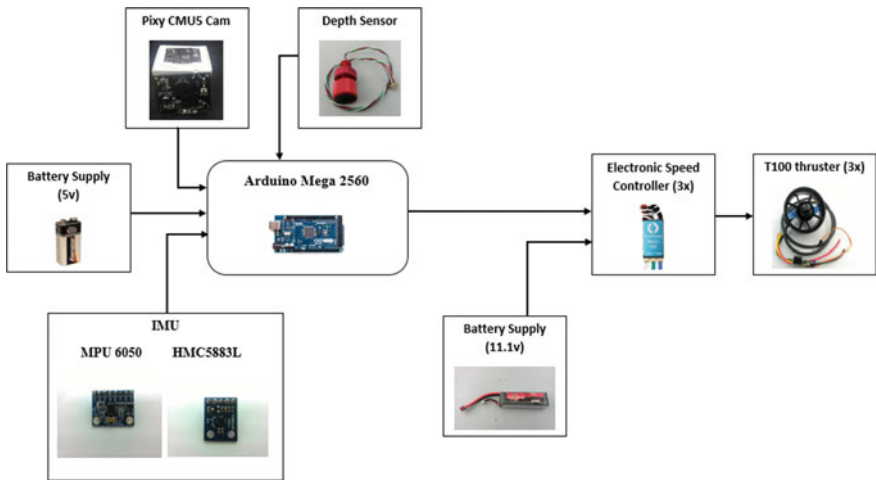 Pixy CMU5 Cam
Depth Sensor
Battery Supply
(5v)
Arduino Mega 2560
Electronic Speed
Controller (3x)
T100 thruster (3x)
IMU
MPU 6050
HMC5883L
Battery Supply
(11.1v)